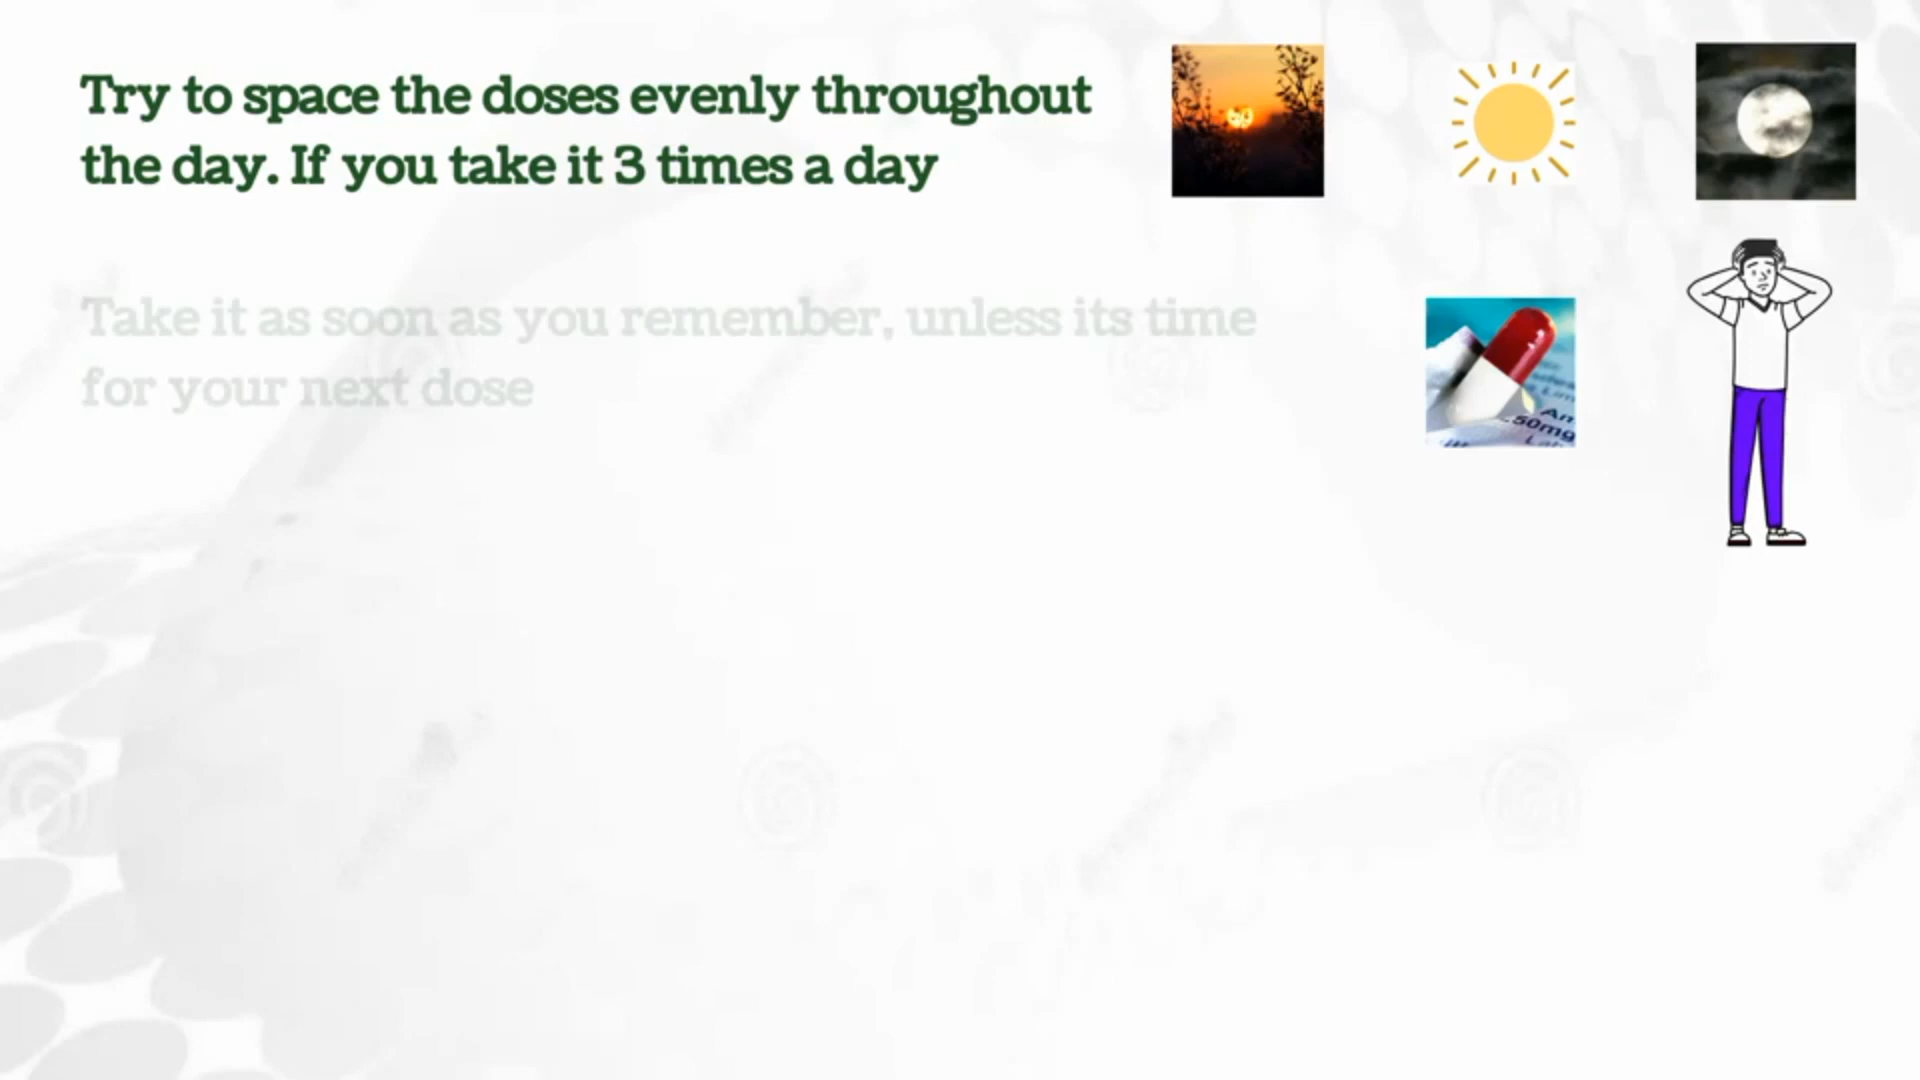 Try to space the doses evenly throughout
the day. If you take it 3 times a day
Take it as soon as you remember, unless its time
for your next dose
50mg